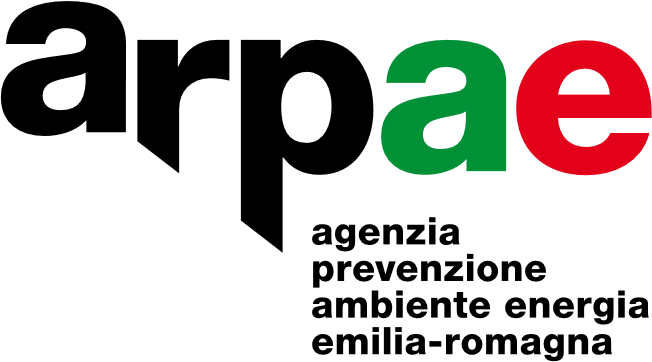 arpae
agenzia
prevenzione
ambiente energia
emilia-romagna